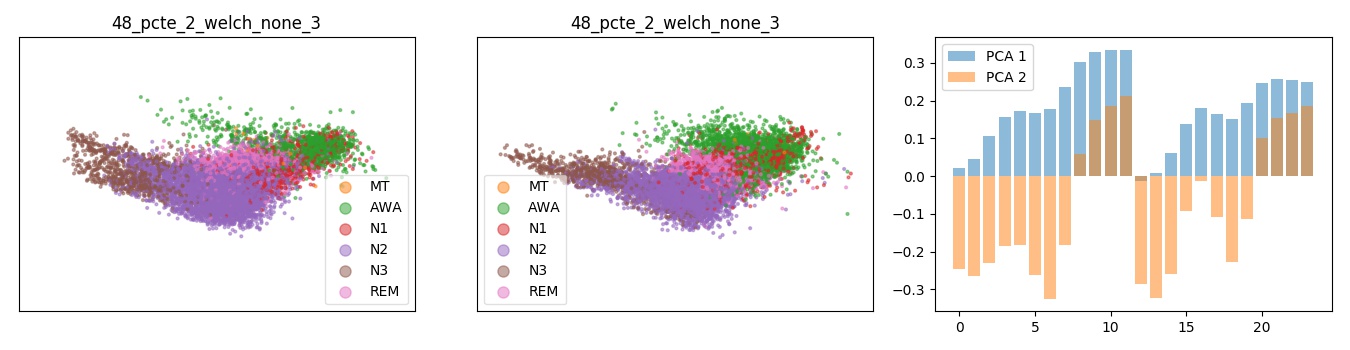 48_pcte_2_welch_none_3
MT
AWA
N1
N2
N3
REM
48_pcte_2_welch_none_3
MT
AWA
N1
N2
N3
REM
PCA 1
PCA 2
0.3
0.2
0.1
0.0
−0.1
−0.2
−0.3
0 5 10 15 20